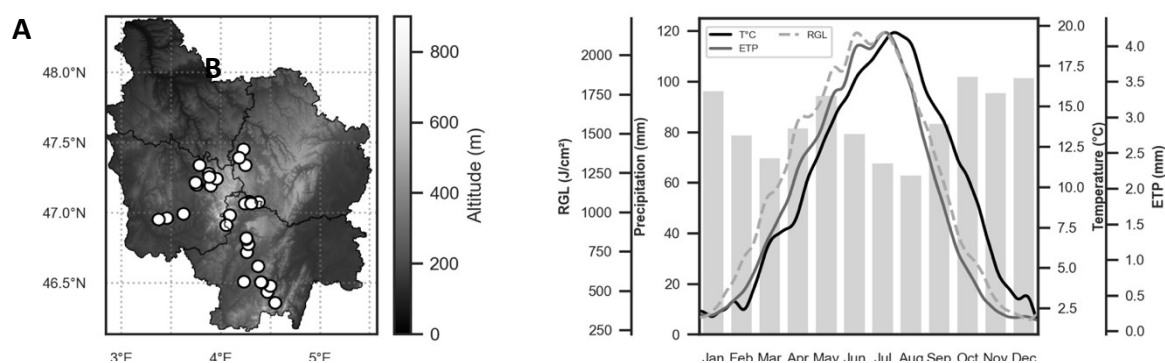 A
B
48.0°N
47.5°N
47.0°N
46.5°N
3°E
4°E
5°E
800
600
400
200
0
Altitude (m)
2000
1750
1500
1250
1000
750
500
250
RGL (J/cm²)
120
100
80
60
40
20
0
Precipitation (mm)
T°C
ETP
RGL
Jan Feb Mar Apr May Jun Jul Aug Sep Oct Nov Dec
20.0
17.5
15.0
12.5
10.0
7.5
5.0
2.5
Temperature (°C)
4.0
3.5
3.0
2.5
2.0
1.5
1.0
0.5
0.0
ETP (mm)